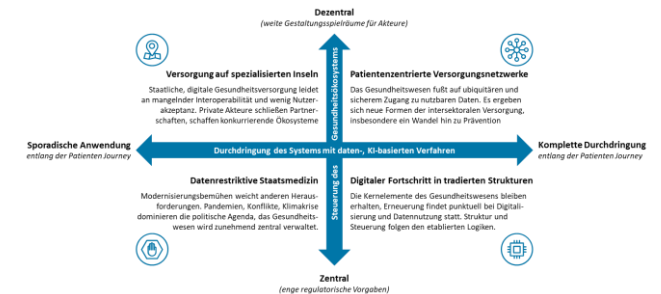 Dezentral
(weite Gestaltungsspielräume für Akteure)
Versorgung auf spezialisierten Inseln
Staatliche, digitale Gesundheitsversorgung leidet
an mangelnder Interoperabilität und wenig Nutzer-
akzeptanz. Private Akteure schließen Partner-
schaften, schaffen konkurrierende Ökosysteme
Patientenzentrierte Versorgungsnetzwerke
Das Gesundheitswesen fußt auf ubiquitären und
sicherem Zugang zu nutzbaren Daten. Es ergeben
sich neue Formen der intersektoralen Versorgung,
insbesondere ein Wandel hin zu Prävention
Sporadische Anwendung
entlang der Patienten Journey
Durchdringung des Systems mit daten-, KI-basierten Verfahren
Komplette Durchdringung
entlang der Patienten Journey
Steuerung des Gesundheitsökosystems
Datenrestriktive Staatsmedizin
Modernisierungsbemühen weicht anderen Heraus-
forderungen. Pandemien, Konflikte, Klimakrise
dominieren die politische Agenda, das Gesundheits-
wesen wird zunehmend zentral verwaltet.
Digitaler Fortschritt in tradierten Strukturen
Die Kernelemente des Gesundheitswesens bleiben
erhalten, Erneuerung findet punktuell bei Digitali-
sierung und Datennutzung statt. Struktur und
Steuerung folgen den etablierten Logiken.
Zentral
(enge regulatorische Vorgaben)